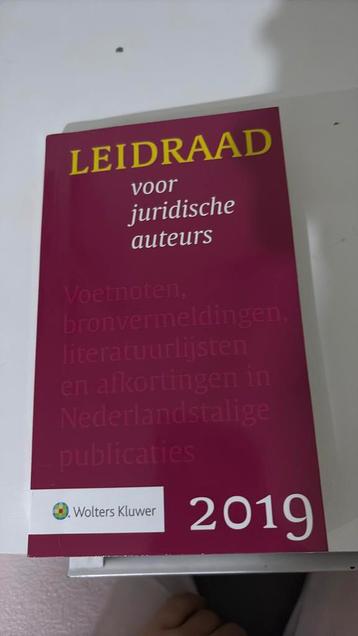 LEIDRAAD
voor
juridische
auteurs
Voetnoten,
bronvermeldingen,
literatuurlijsten
en afkortingen in
Nederlandstalige
publicaties
Wolters Kluwer
2019